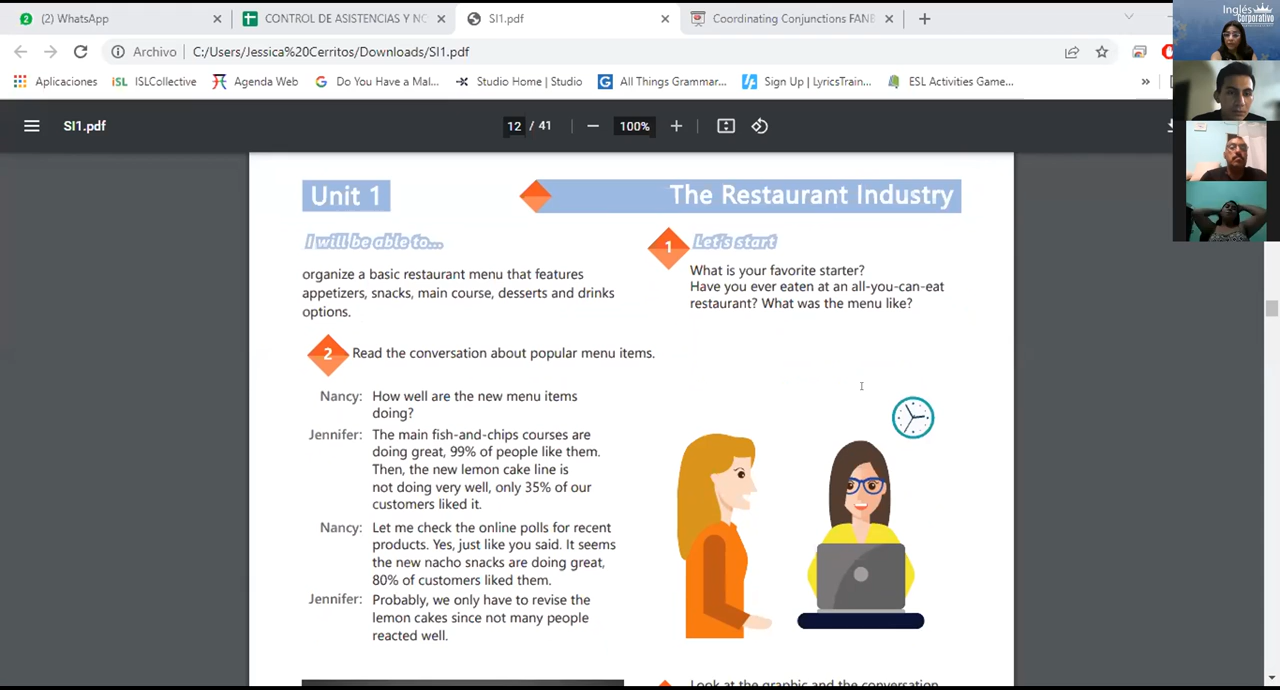 (2) WhatsApp
CONTROL DE ASISTENCIAS Y NO
SI1.pdf
Coordinating Conjunctions FANB
Archivo
C:/Users/Jessica%20Cerritos/Downloads/SI1.pdf
Aplicaciones
iSL ISLCollective
Agenda Web
Do You Have a Mal...
Studio Home | Studio
All Things Grammar...
Sign Up | LyricsTrain...
ESL Activities Game...
»
Inglés
Corporativo
SI1.pdf
12 / 41
100%
Unit 1
The Restaurant Industry
I will be able to...
organize a basic restaurant menu that features
appetizers, snacks, main course, desserts and drinks
options.
1 Let's start
What is your favorite starter?
Have you ever eaten at an all-you-can-eat
restaurant? What was the menu like?
2 Read the conversation about popular menu items.
Nancy: How well are the new menu items
doing?
Jennifer: The main fish-and-chips courses are
doing great, 99% of people like them.
Then, the new lemon cake line is
not doing very well, only 35% of our
customers liked it.
Nancy: Let me check the online polls for recent
products. Yes, just like you said. It seems
the new nacho snacks are doing great,
80% of customers liked them.
Jennifer: Probably, we only have to revise the
lemon cakes since not many people
reacted well.
Look at the graphic and the conversation